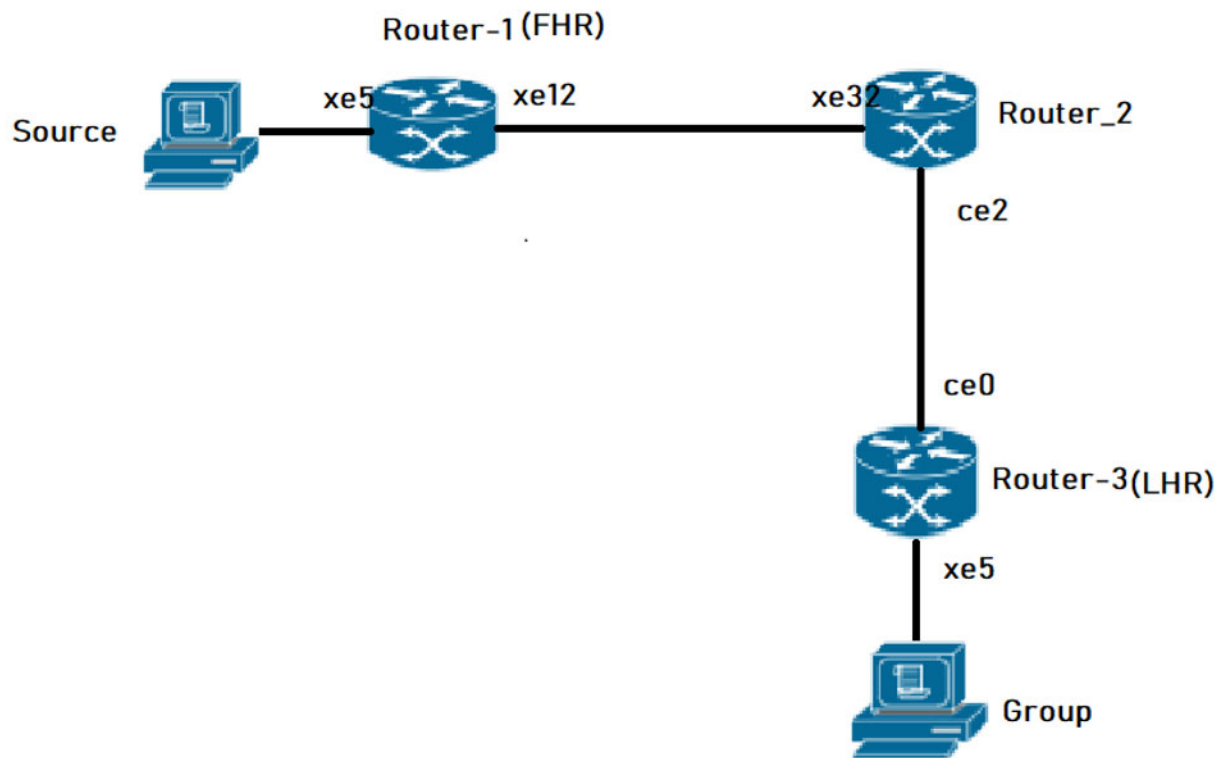 Router-1 (FHR)
xe5
xe12
xe32
Source
Router_2
ce2
ce0
Router-3 (LHR)
xe5
Group